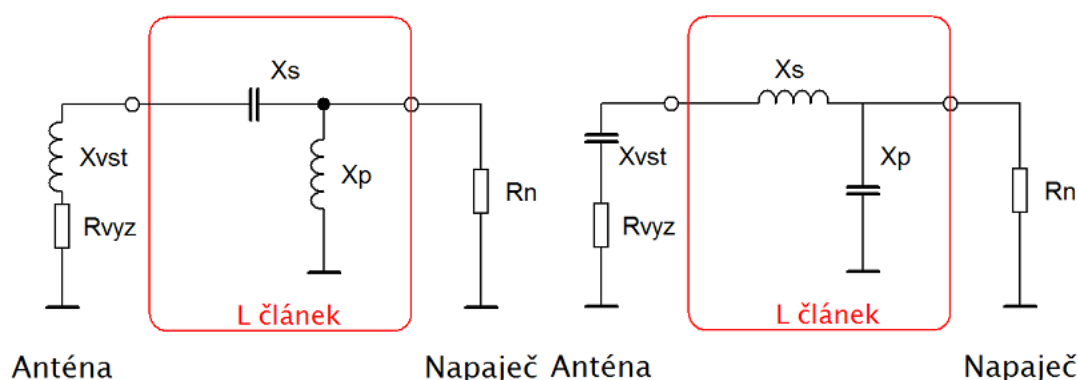 Xs
Xvst
Xp
Rn
Rvyz
L článek
Anténa
Napaječ
Xs
Xvst
Xp
Rn
Rvyz
L článek
Anténa
Napaječ